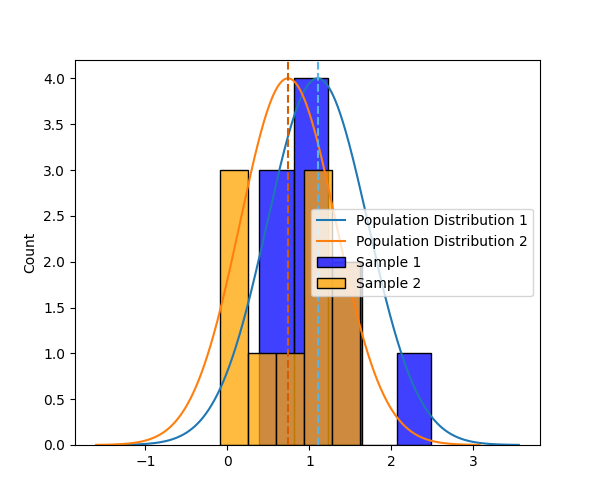 Count
4.0
3.5
3.0
2.5
2.0
1.5
1.0
0.5
0.0
−1
0
1
2
3
Population Distribution 1
Population Distribution 2
Sample 1
Sample 2